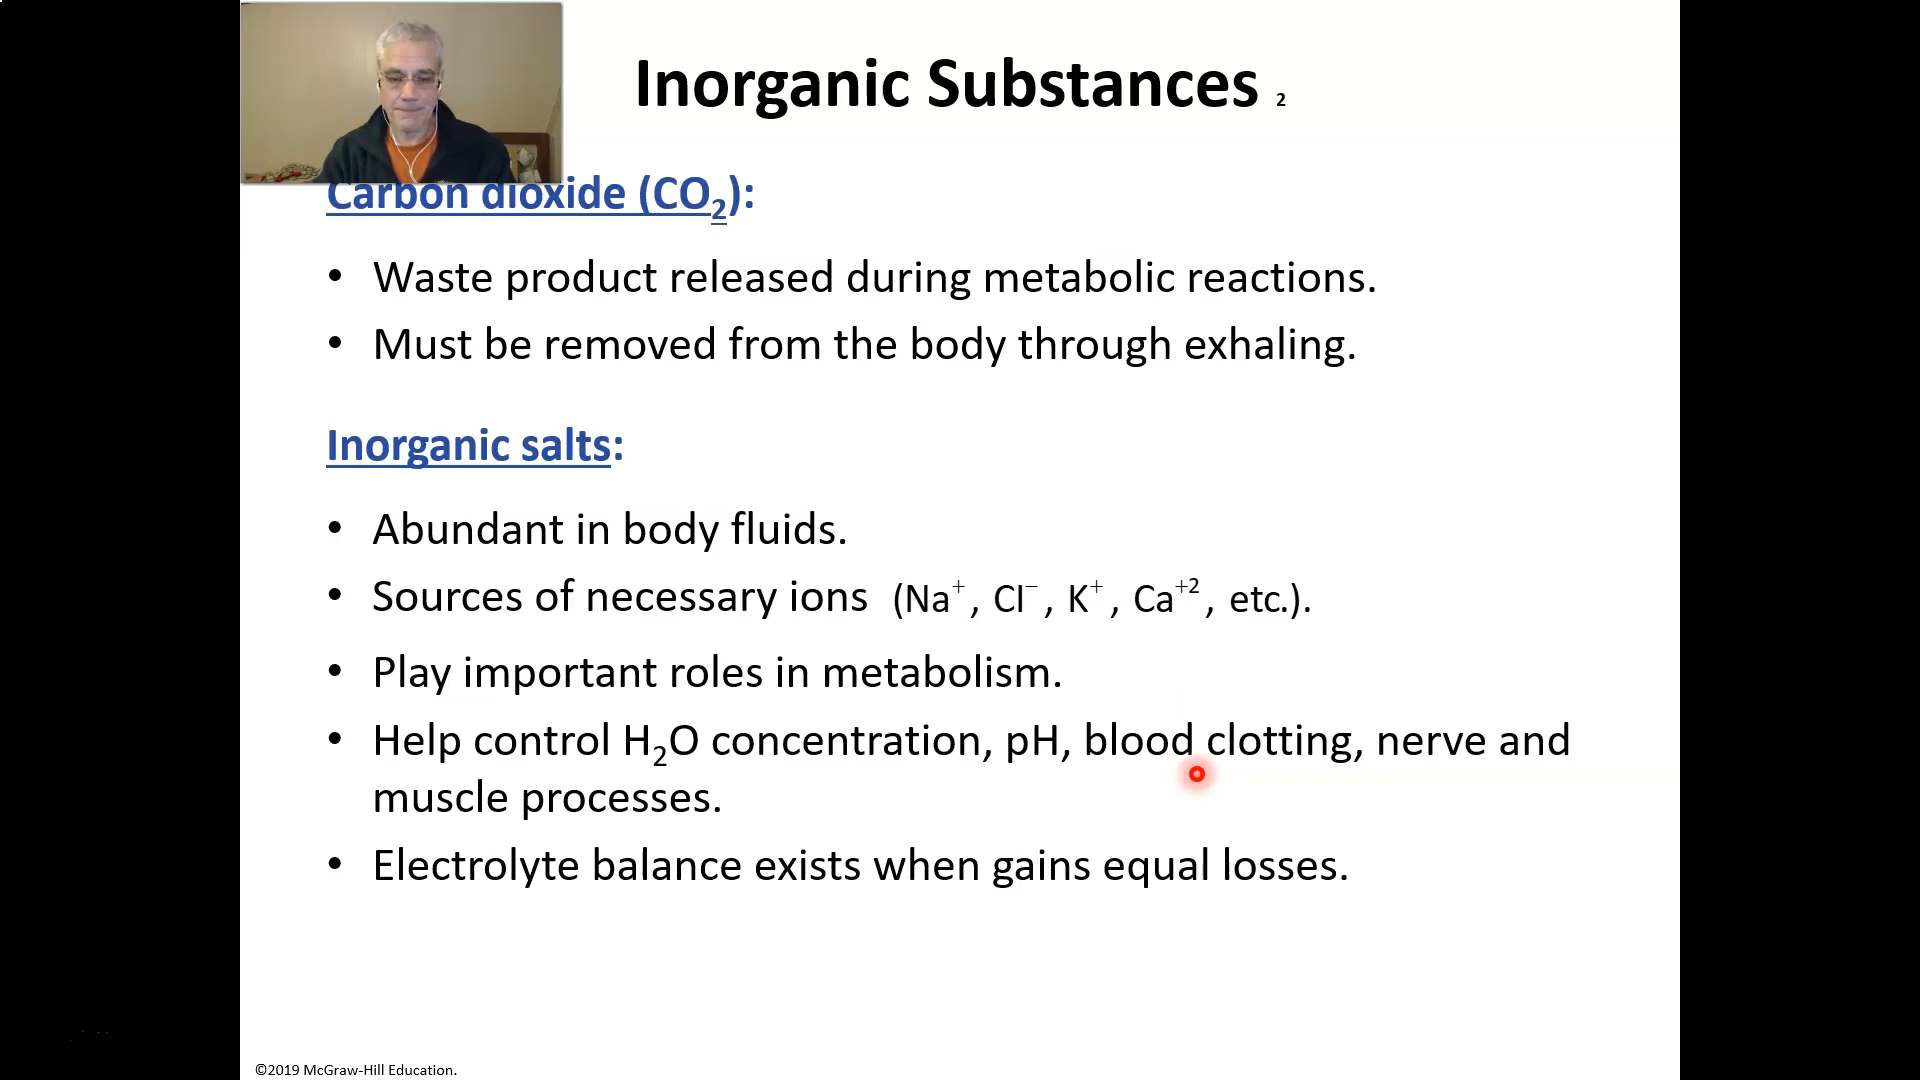 Inorganic Substances 2
Carbon dioxide (CO₂):
• Waste product released during metabolic reactions.
• Must be removed from the body through exhaling.
Inorganic salts:
• Abundant in body fluids.
• Sources of necessary ions (Na⁺, Cl⁻, K⁺, Ca⁺², etc.).
• Play important roles in metabolism.
• Help control H₂O concentration, pH, blood clotting, nerve and
muscle processes.
• Electrolyte balance exists when gains equal losses.
©2019 McGraw-Hill Education.